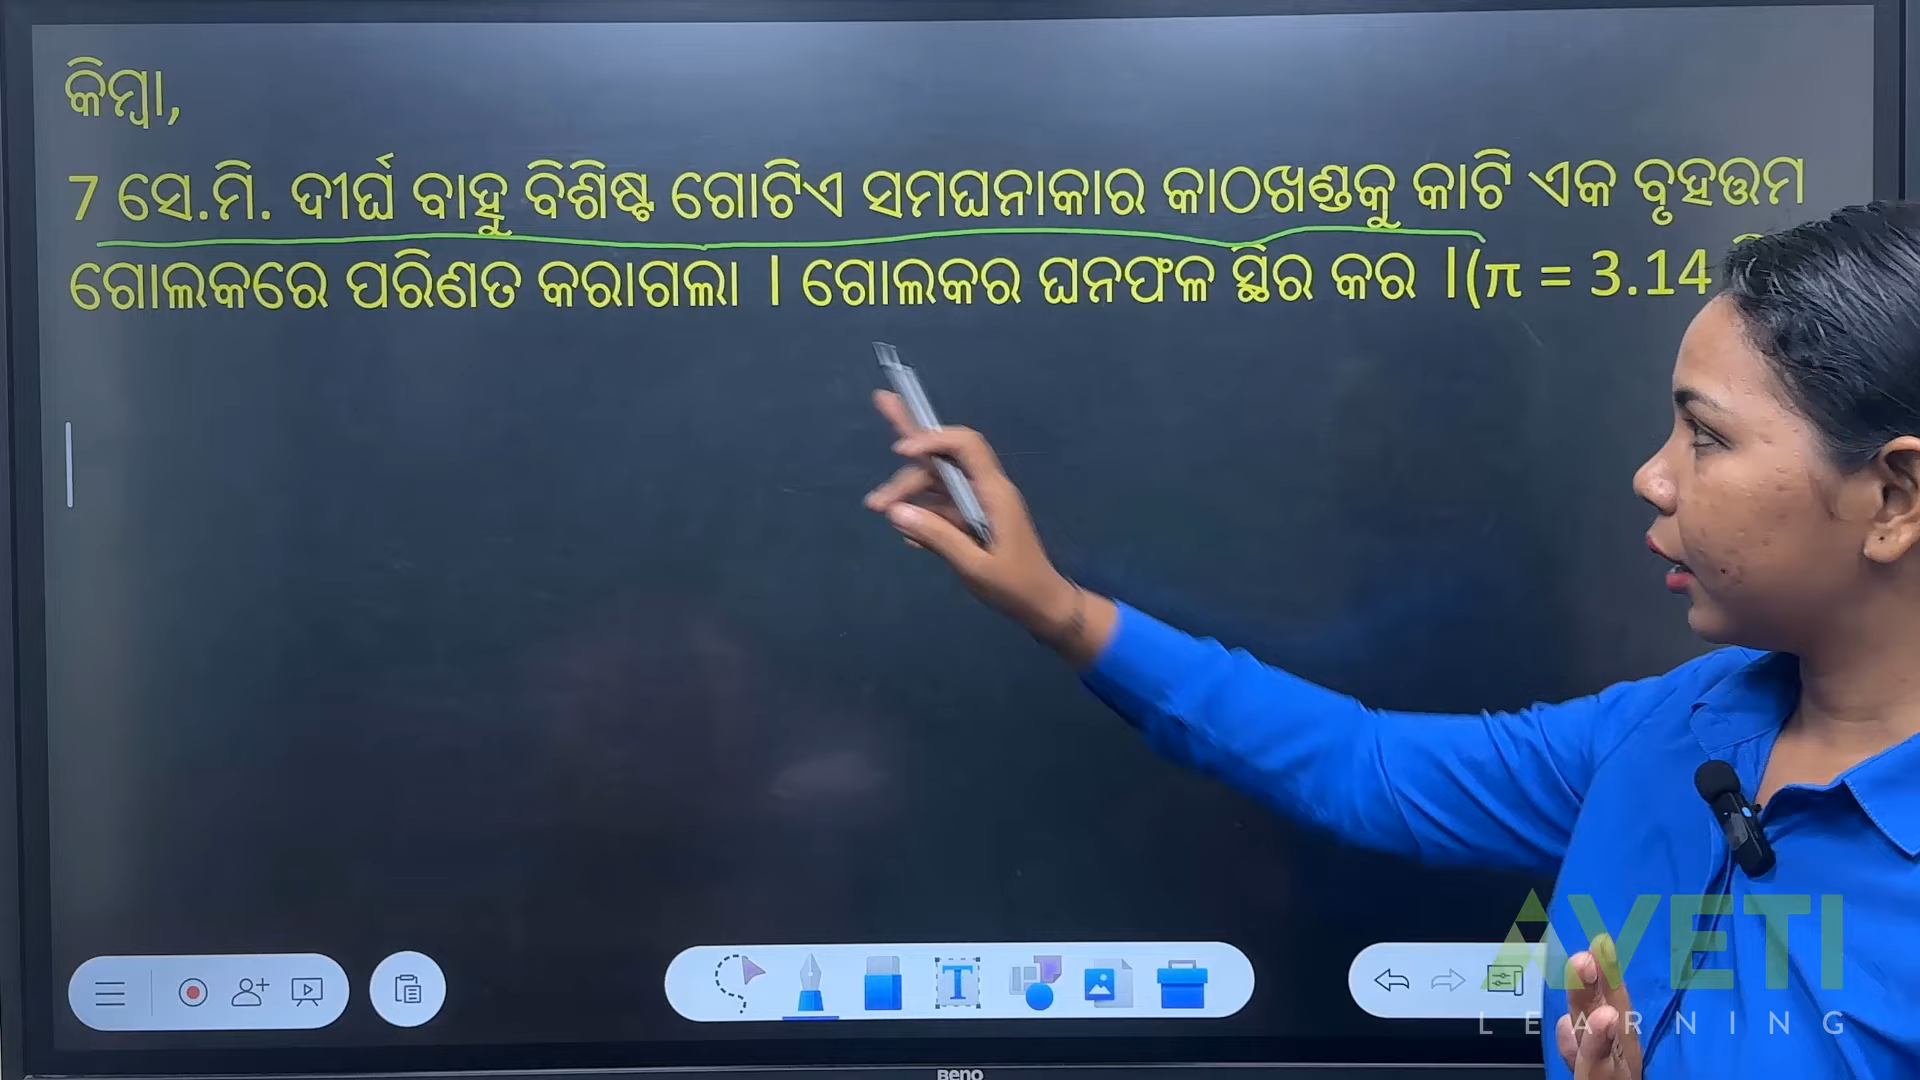 କିମ୍ବା,
7 ସେ.ମି. ଦୀର୍ଘ ବାହୁ ବିଶିଷ୍ଟ ଗୋଟିଏ ସମଘନାକାର କାଠଖଣ୍ଡକୁ କାଟି ଏକ ବୃହତ୍ତମ
ଗୋଲକରେ ପରିଣତ କରାଗଲା । ଗୋଲକର ଘନଫଳ ସ୍ଥିର କର ।(π = 3.14
AVETI
LEARNING
BenQ